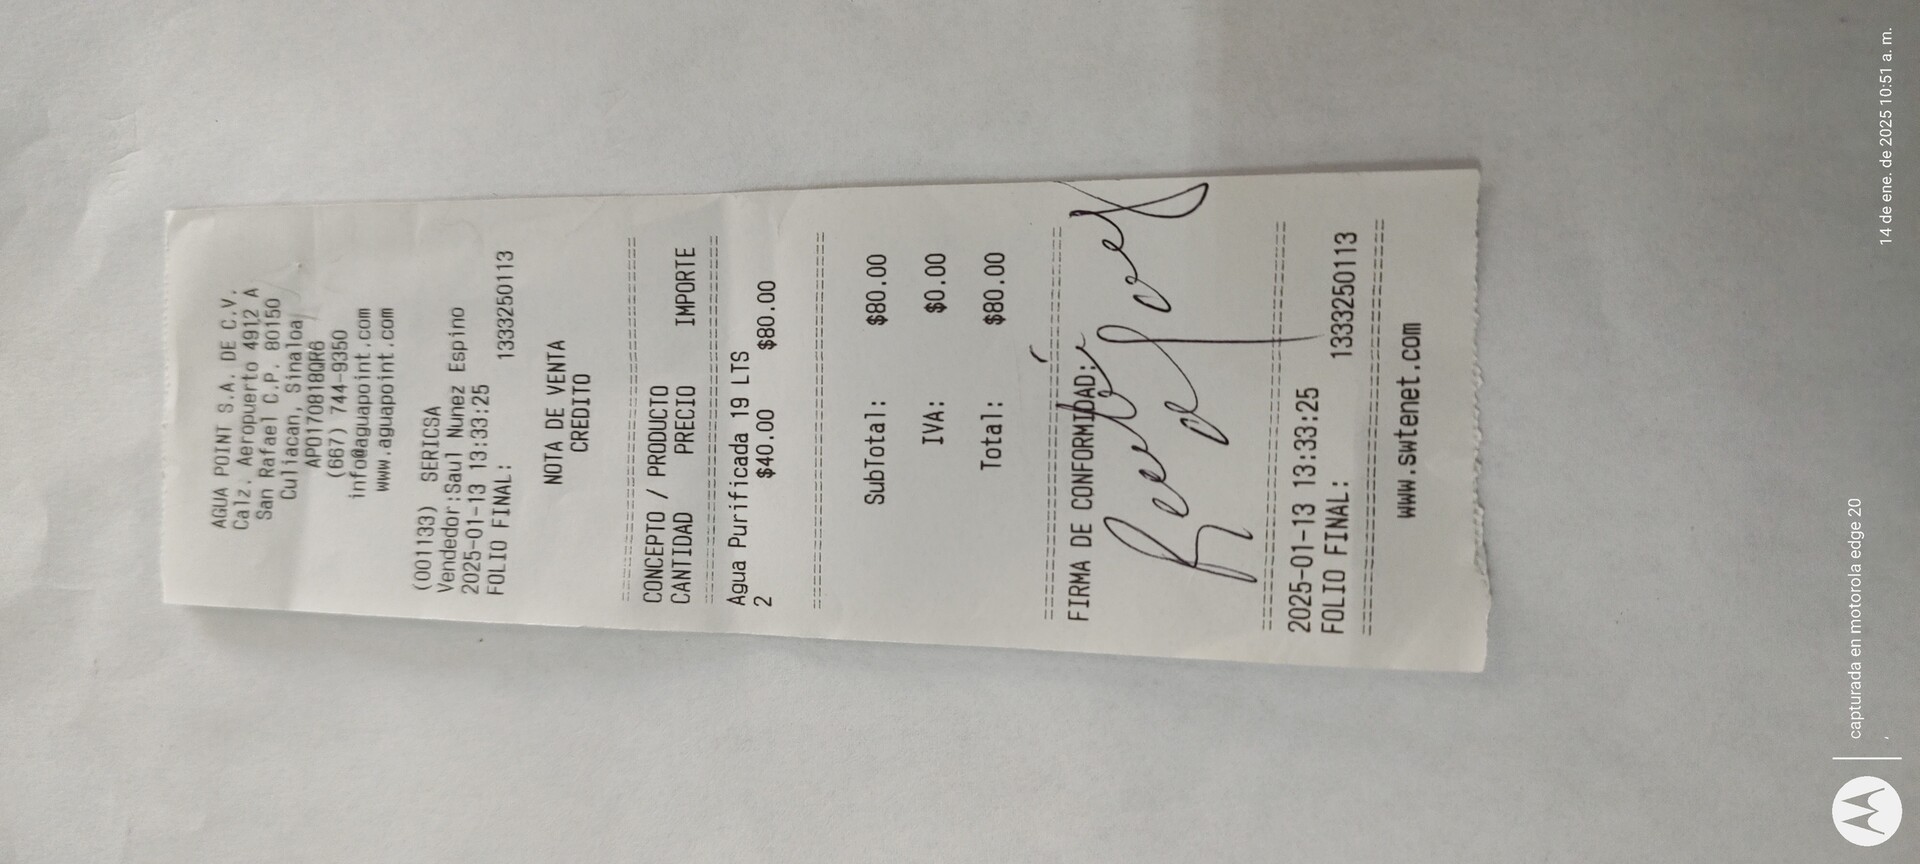 AGUA POINT S.A. DE C.V.
Calz. Aeropuerto 4912 A
San Rafael C.P. 80150
Culiacan, Sinaloa
APO170818QR6
(667) 744-9350
info@aguapoint.com
www.aguapoint.com
(001133) SERICSA
Vendedor:Saul Nunez Espino
2025-01-13 13:33:25
FOLIO FINAL: 1333250113
NOTA DE VENTA
CREDITO
CONCEPTO / PRODUCTO
CANTIDAD PRECIO IMPORTE
Agua Purificada 19 LTS
2 $40.00 $80.00
SubTotal: $80.00
IVA: $0.00
Total: $80.00
FIRMA DE CONFORMIDAD:
2025-01-13 13:33:25
FOLIO FINAL: 1333250113
www.swtenet.com
capturada en motorola edge 20
14 de ene. de 2025 10:51 a. m.